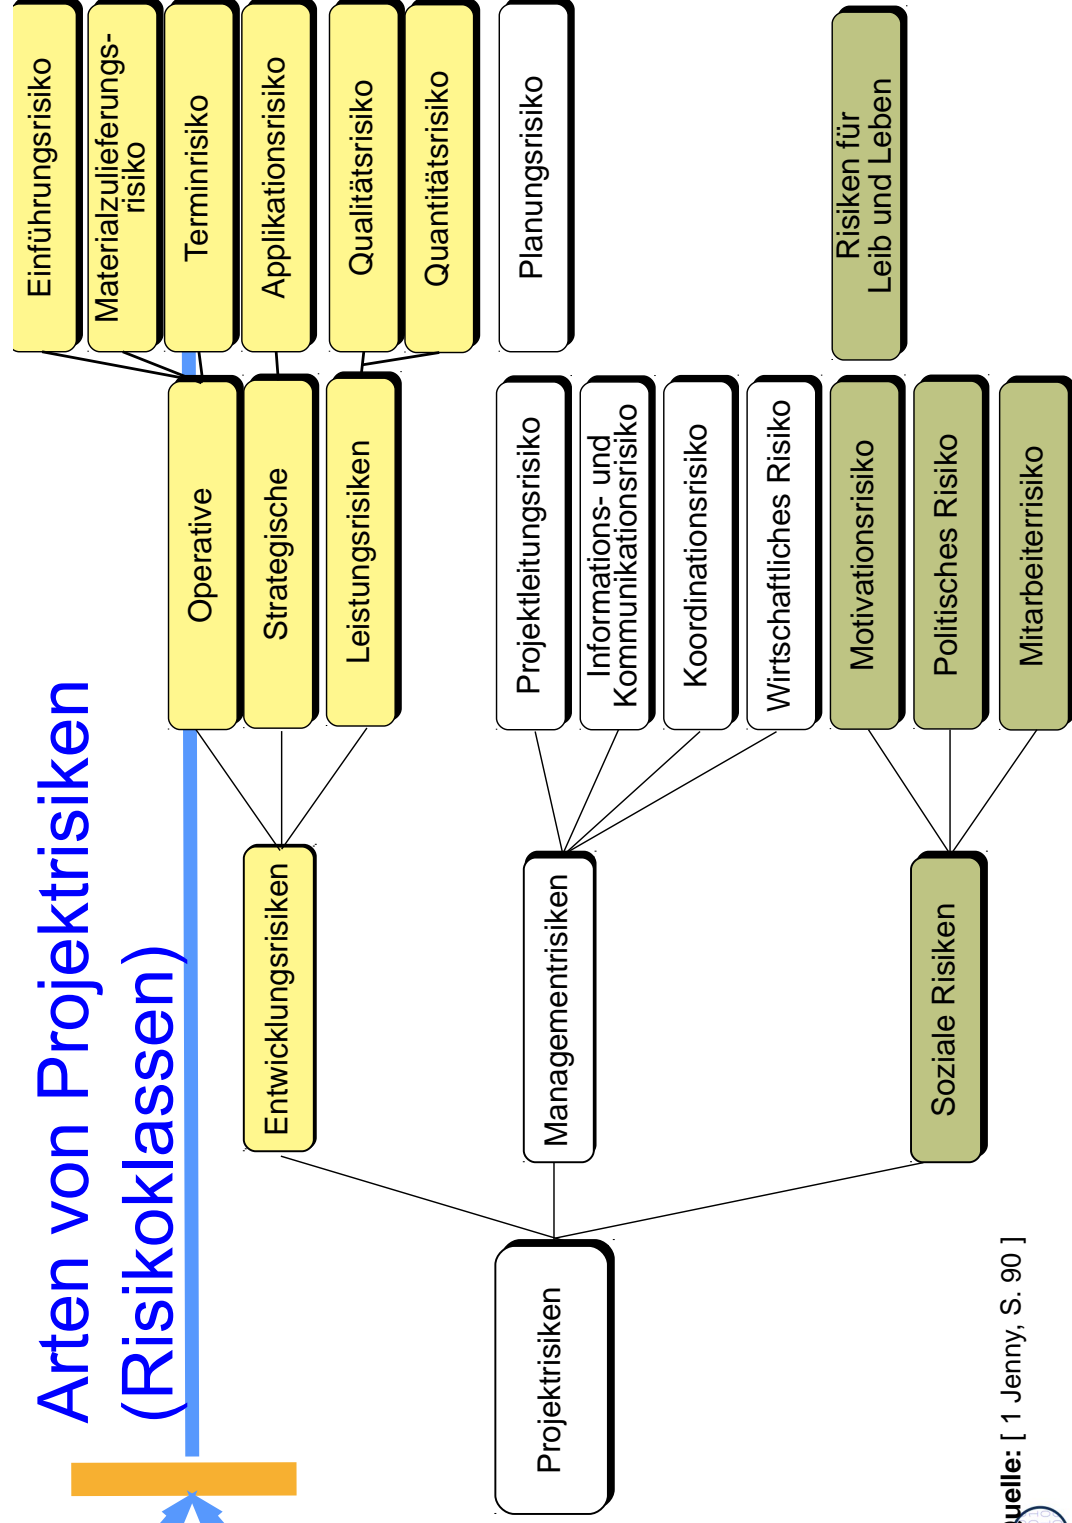 Arten von Projektrisiken
(Risikoklassen)
Projektrisiken
Entwicklungsrisiken
Operative
Einführungsrisiko
Materialzulieferungs-
risiko
Terminrisiko
Strategische
Applikationsrisiko
Leistungsrisiken
Qualitätsrisiko
Quantitätsrisiko
Managementrisiken
Projektleitungsrisiko
Planungsrisiko
Informations- und
Kommunikationsrisiko
Koordinationsrisiko
Wirtschaftliches Risiko
Soziale Risiken
Motivationsrisiko
Risiken für
Leib und Leben
Politisches Risiko
Mitarbeiterrisiko
uelle: [ 1 Jenny, S. 90 ]